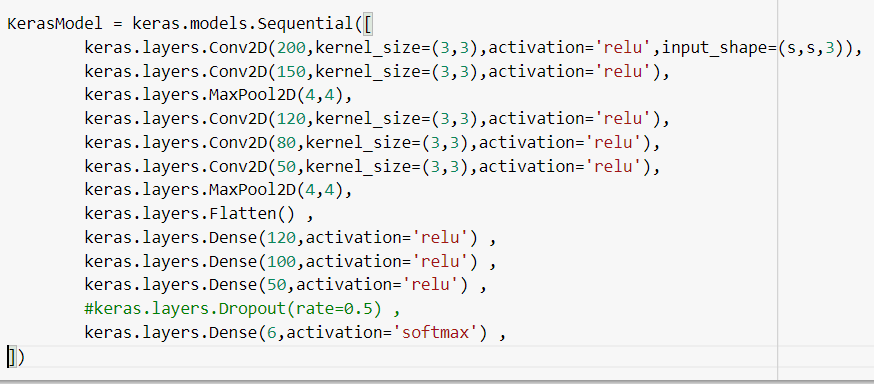 KerasModel = keras.models.Sequential([
        keras.layers.Conv2D(200,kernel_size=(3,3),activation='relu',input_shape=(s,s,3)),
        keras.layers.Conv2D(150,kernel_size=(3,3),activation='relu'),
        keras.layers.MaxPool2D(4,4),
        keras.layers.Conv2D(120,kernel_size=(3,3),activation='relu'),
        keras.layers.Conv2D(80,kernel_size=(3,3),activation='relu'),
        keras.layers.Conv2D(50,kernel_size=(3,3),activation='relu'),
        keras.layers.MaxPool2D(4,4),
        keras.layers.Flatten() ,
        keras.layers.Dense(120,activation='relu') ,
        keras.layers.Dense(100,activation='relu') ,
        keras.layers.Dense(50,activation='relu') ,
        #keras.layers.Dropout(rate=0.5) ,
        keras.layers.Dense(6,activation='softmax') ,
])